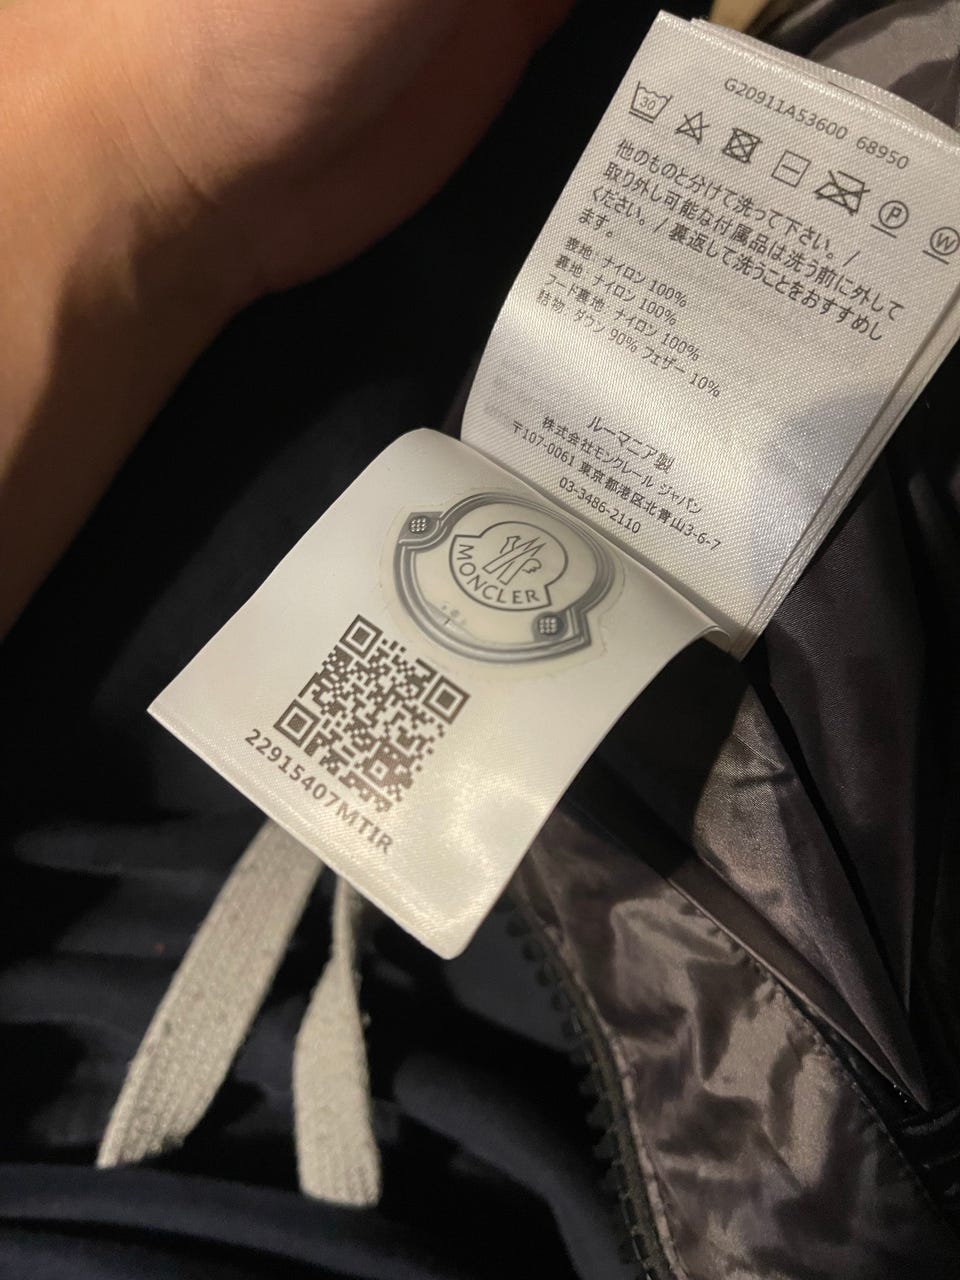 G20911A53600 68950
30
P
W
他のものと分けて洗って下さい。/
取り外し可能な付属品は洗う前に外して
ください。/ 裏返して洗うことをおすすめし
ます。
表地: ナイロン 100%
裏地: ナイロン 100%
フード裏地: ナイロン 100%
詰物: ダウン 90% フェザー 10%
ルーマニア製
株式会社モンクレール ジャパン
〒107-0061 東京都港区北青山3-6-7
03-3486-2110
MONCLER
22915407MTIR